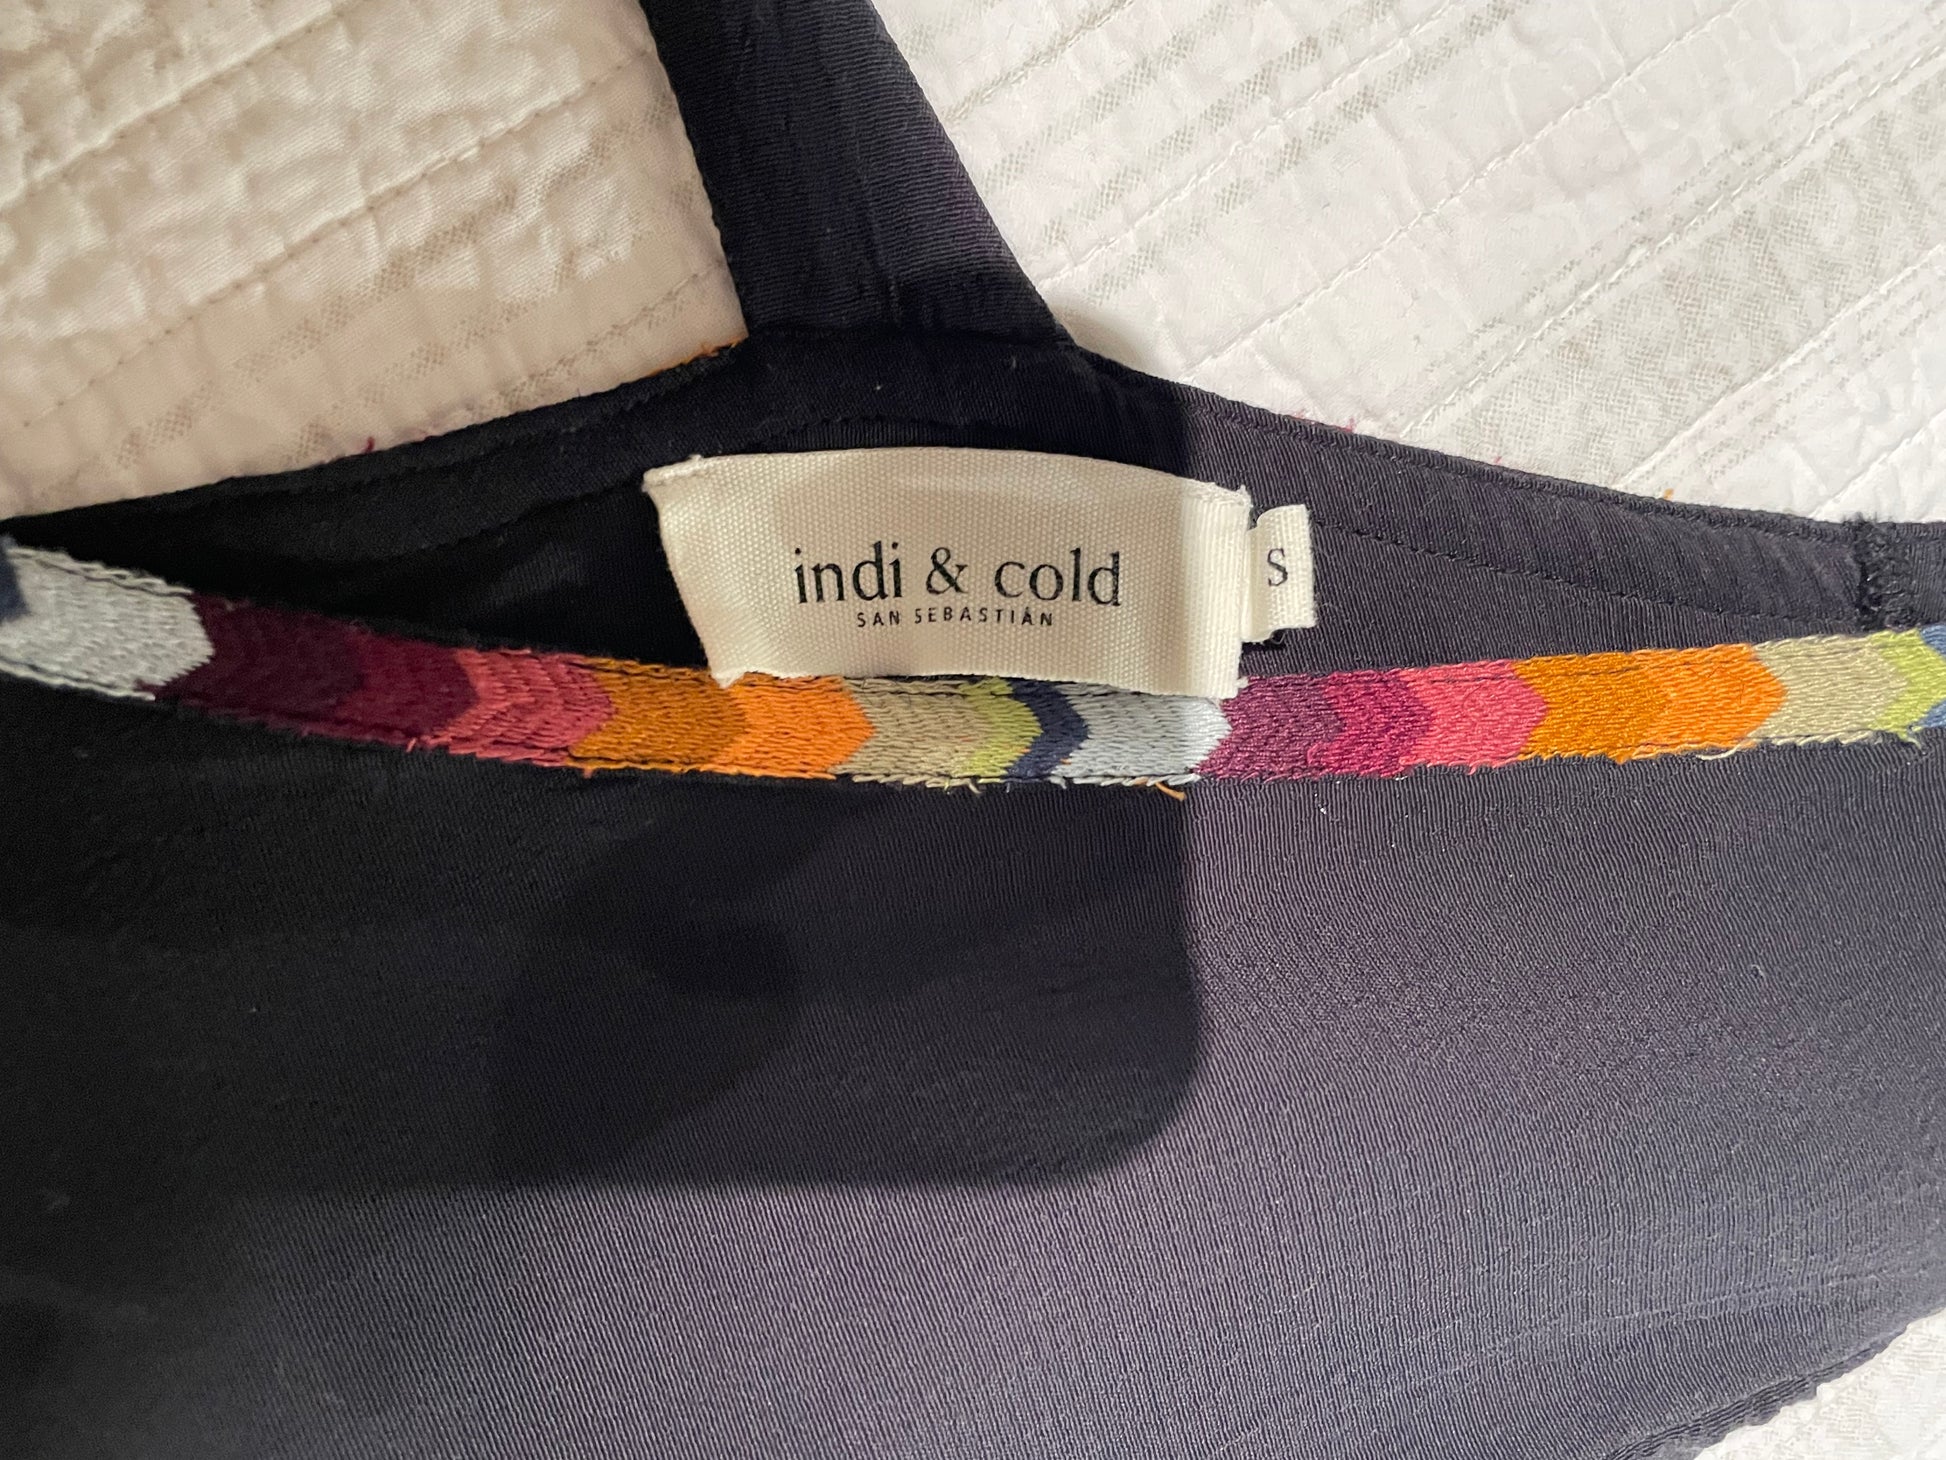 indi & cold
SAN SEBASTIÁN
S